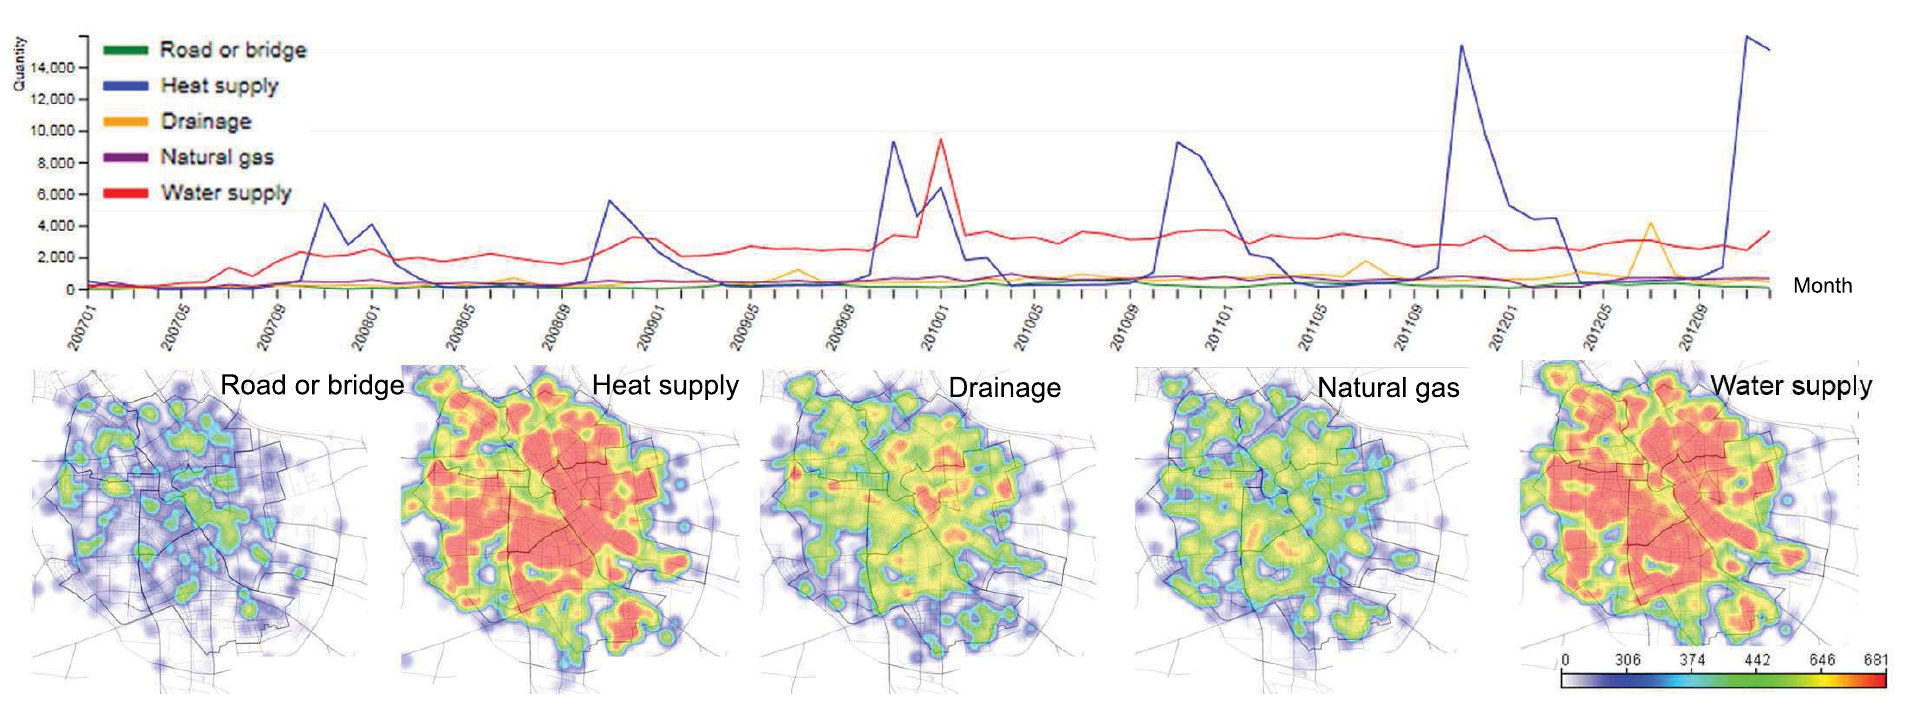 Quantity
Road or bridge
Heat supply
Drainage
Natural gas
Water supply
14,000
12,000
10,000
8,000
6,000
4,000
2,000
0
Month
200701
200705
200709
200801
200805
200809
200901
200905
200909
201001
201005
201009
201101
201105
201109
201201
201205
201209
Road or bridge
Heat supply
Drainage
Natural gas
Water supply
0 306 374 442 646 681